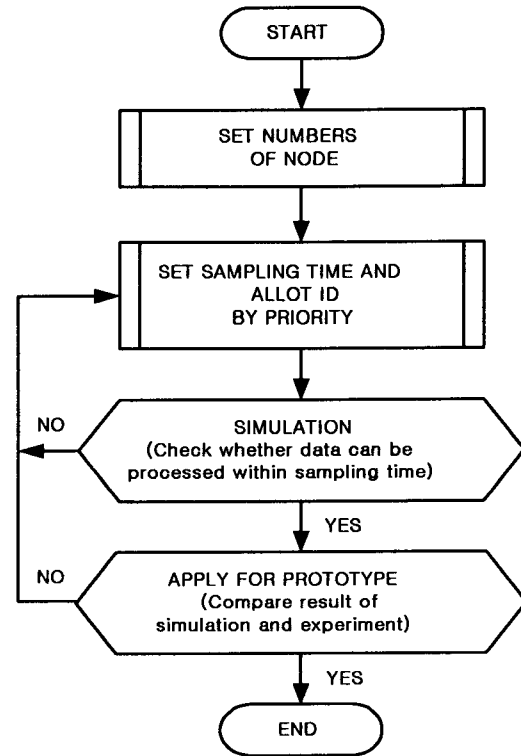 START
SET NUMBERS
OF NODE
SET SAMPLING TIME AND
ALLOT ID
BY PRIORITY
NO
SIMULATION
(Check whether data can be
processed within sampling time)
YES
NO
APPLY FOR PROTOTYPE
(Compare result of
simulation and experiment)
YES
END